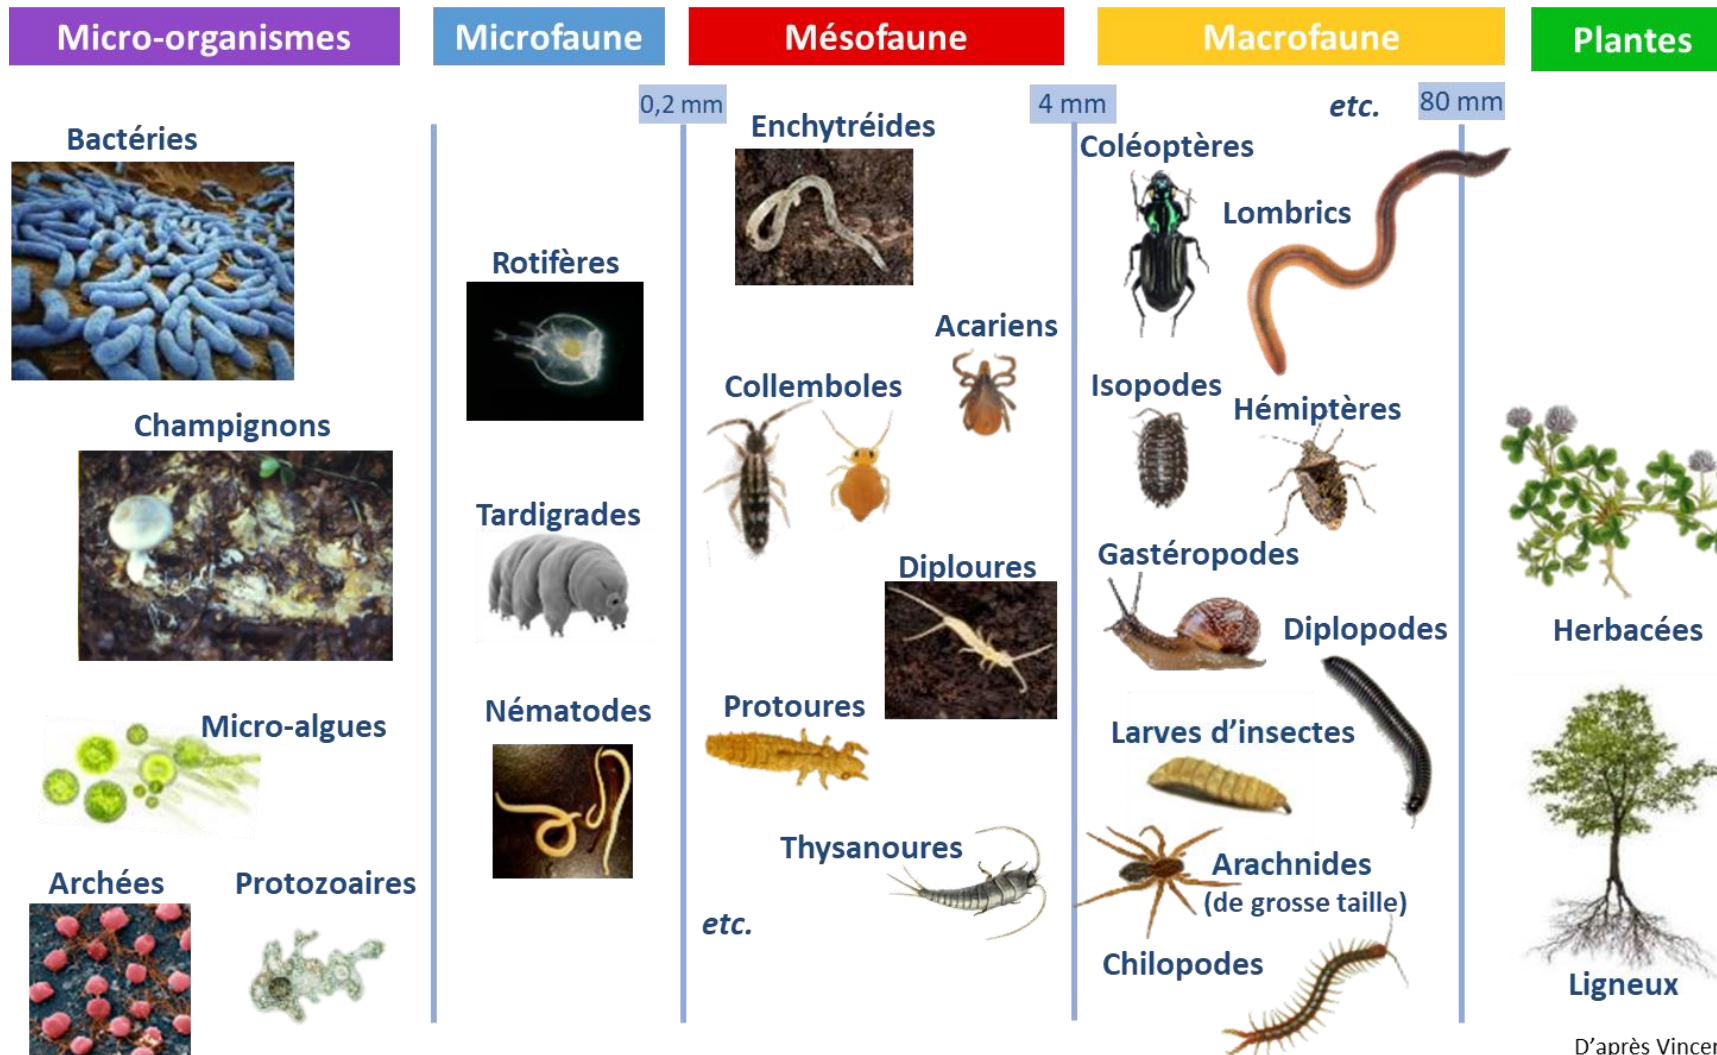 Micro-organismes
Microfaune
Mésofaune
Macrofaune
Plantes
0,2 mm
4 mm
80 mm
etc.
Bactéries
Champignons
Micro-algues
Archées
Protozoaires
Rotifères
Tardigrades
Nématodes
Enchytréides
Acariens
Collemboles
Diploures
Protoures
Thysanoures
etc.
Coléoptères
Lombrics
Isopodes
Hémiptères
Gastéropodes
Diplopodes
Larves d’insectes
Arachnides
(de grosse taille)
Chilopodes
Herbacées
Ligneux
D’après